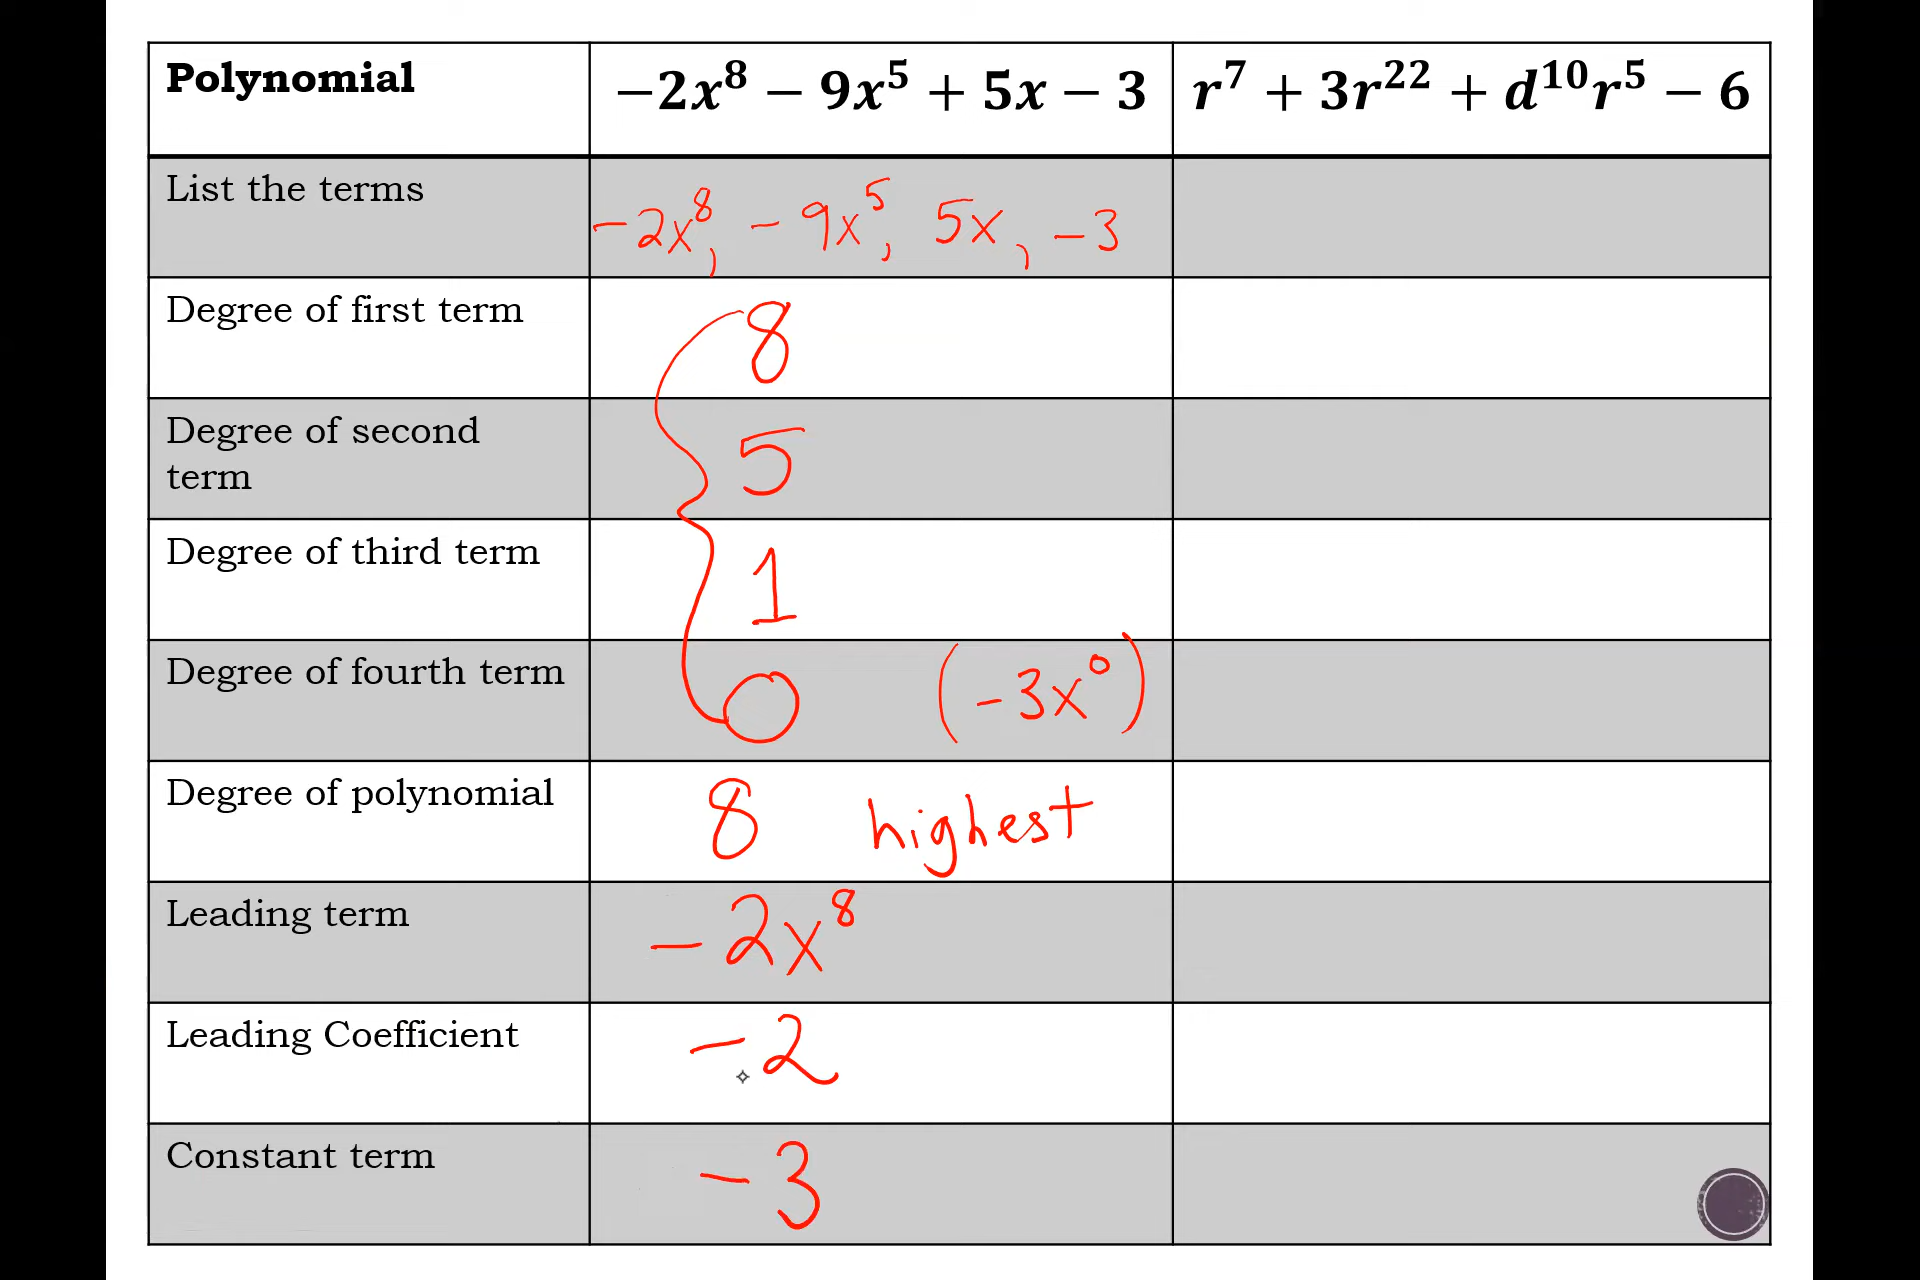 Polynomial −2x⁸ − 9x⁵ + 5x − 3 r⁷ + 3r²² + d¹⁰r⁵ − 6
List the terms −2x⁸, −9x⁵, 5x, −3
Degree of first term 8
Degree of second
term 5
Degree of third term 1
Degree of fourth term 0 (−3x⁰)
Degree of polynomial 8 highest
Leading term −2x⁸
Leading Coefficient −2
Constant term −3